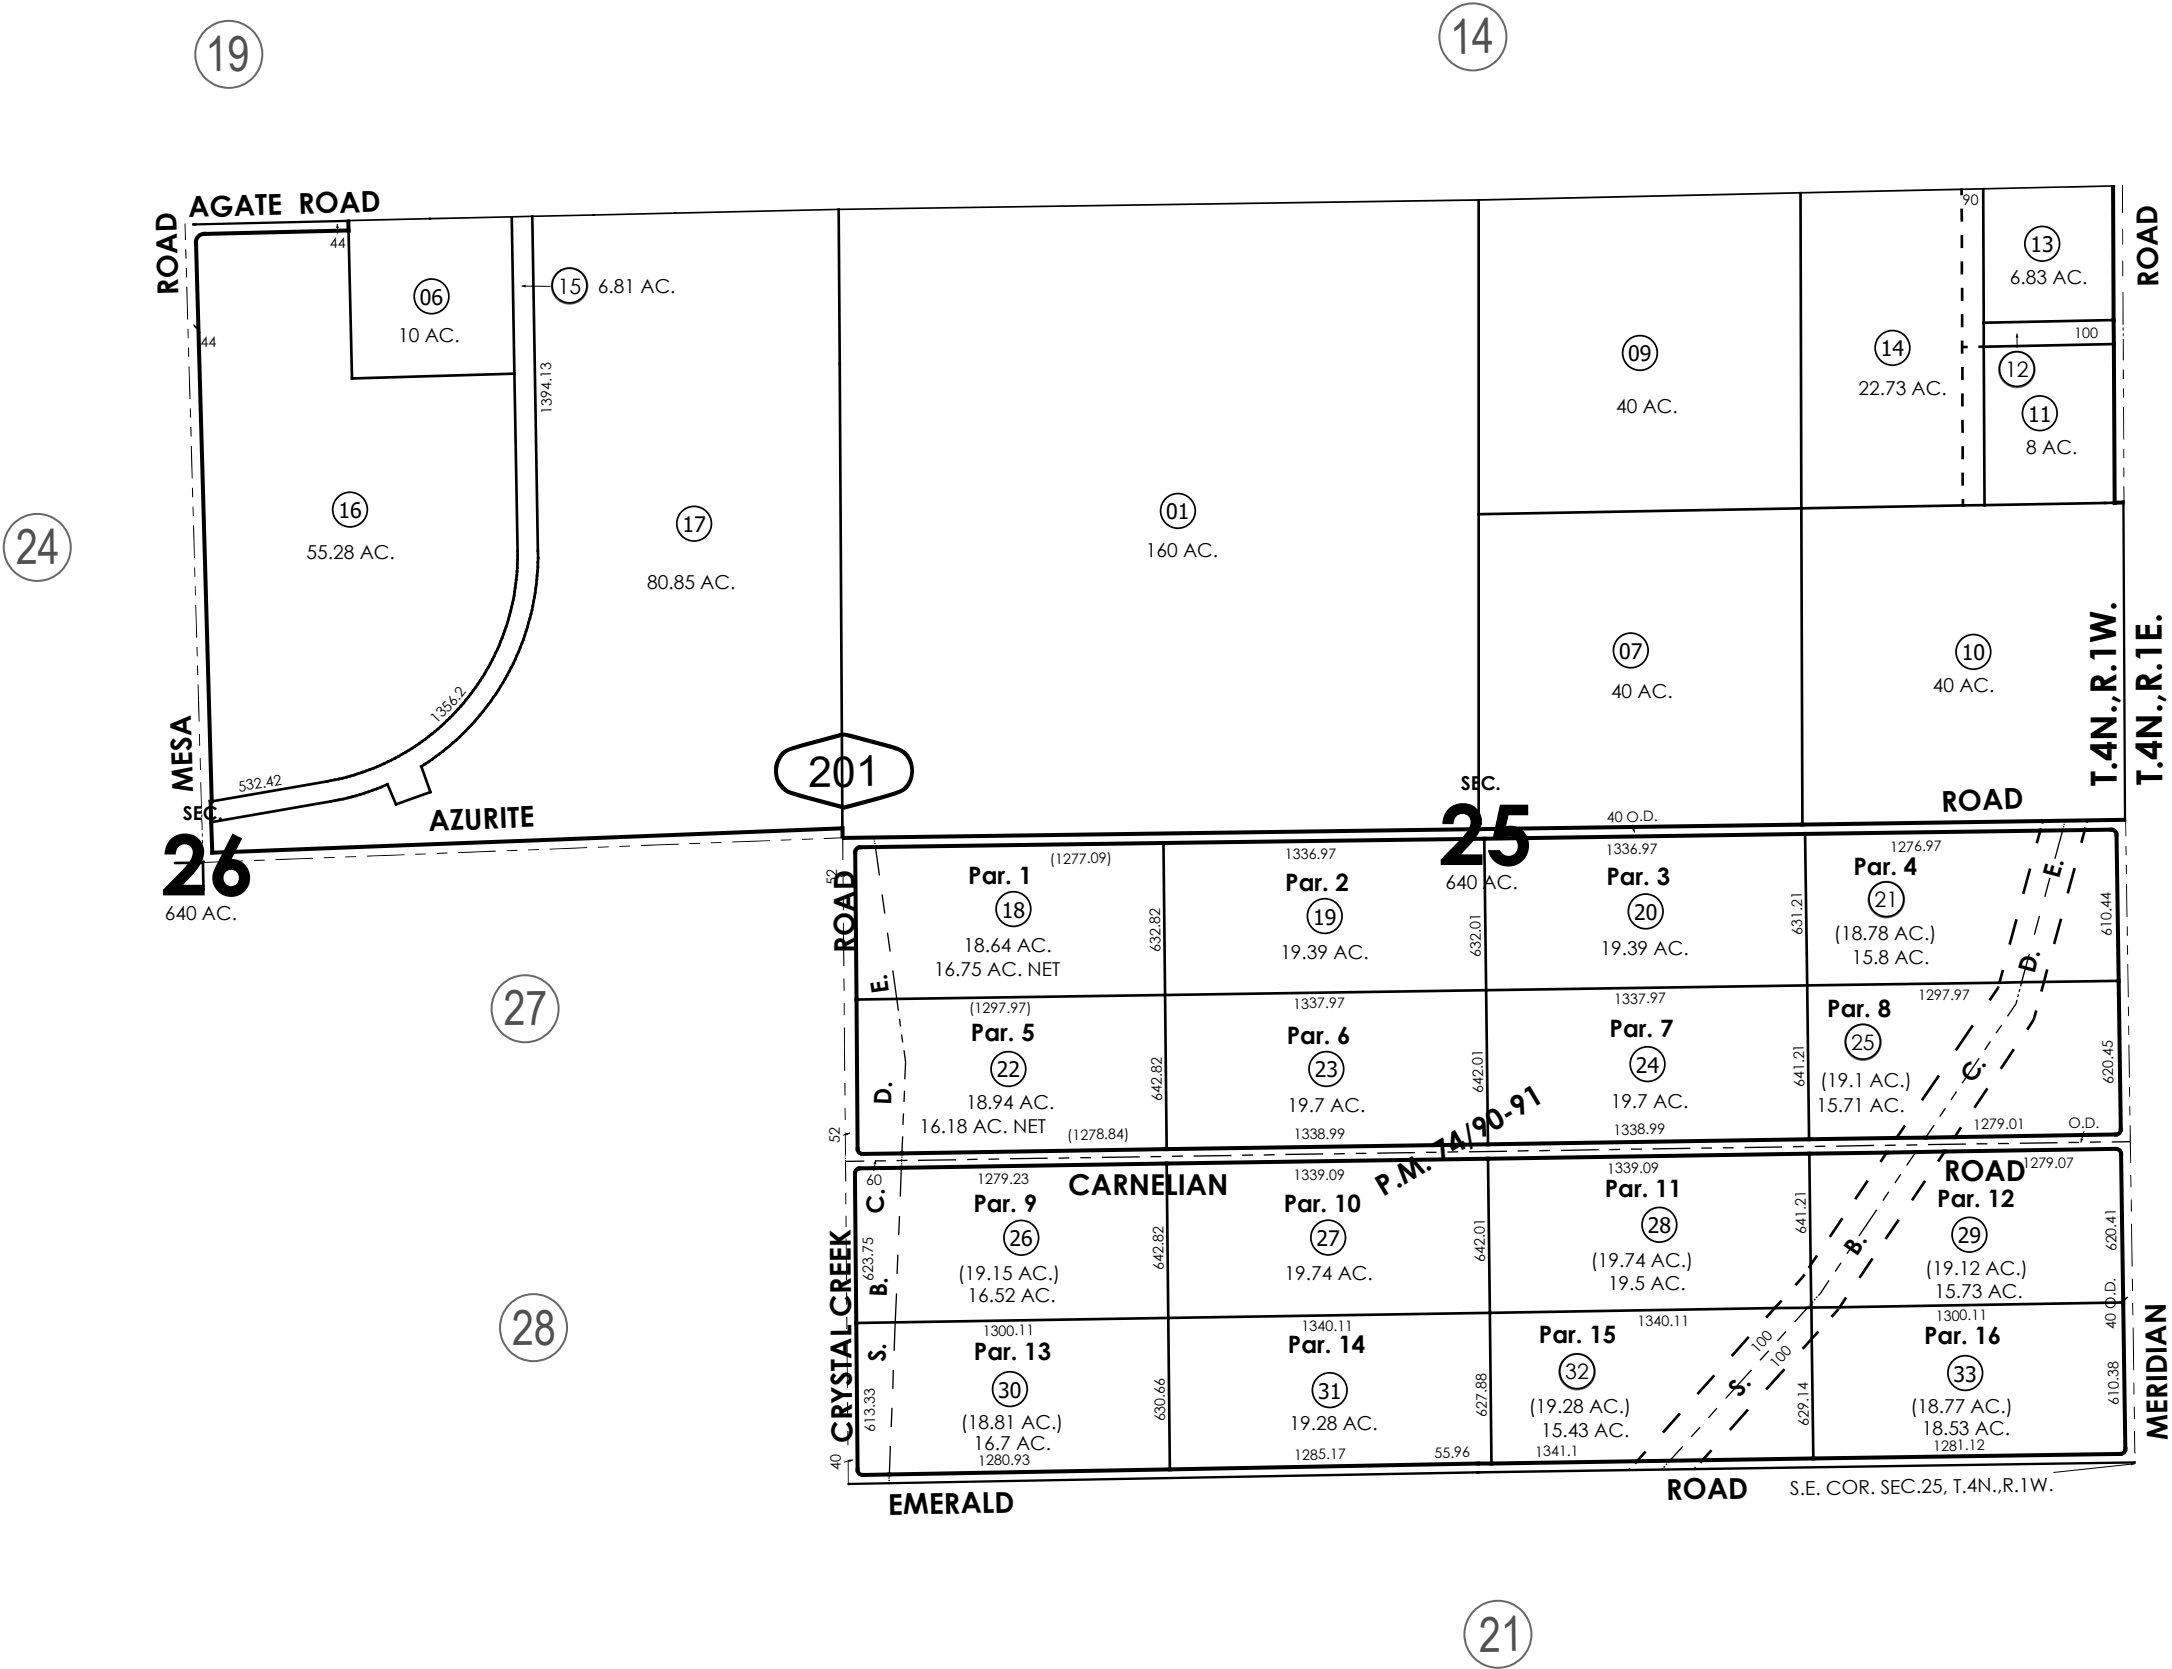 19
14
AGATE ROAD
ROAD
44
44
06
10 AC.
15 6.81 AC.
1394.13
90
13
6.83 AC.
ROAD
100
12
11
8 AC.
09
40 AC.
14
22.73 AC.
24
16
55.28 AC.
17
80.85 AC.
01
160 AC.
07
40 AC.
10
40 AC.
T.4N.,R.1W.
T.4N.,R.1E.
1356.2
532.42
MESA
SEC.
26
640 AC.
AZURITE
201
SEC.
25
640 AC.
40 O.D.
ROAD
52
ROAD
(1277.09)
Par. 1
18
18.64 AC.
16.75 AC. NET
632.82
1336.97
Par. 2
19
19.39 AC.
632.01
1336.97
Par. 3
20
19.39 AC.
631.21
1276.97
Par. 4
21
(18.78 AC.)
15.8 AC.
610.44
E.
D.
C.
B.
S.
E.
D.
C.
B.
S.
27
(1297.97)
Par. 5
22
18.94 AC.
16.18 AC. NET
(1278.84)
642.82
52
1337.97
Par. 6
23
19.7 AC.
1338.99
642.01
1337.97
Par. 7
24
19.7 AC.
1338.99
641.21
1297.97
Par. 8
25
(19.1 AC.)
15.71 AC.
1279.01
O.D.
620.45
P.M. 74/90-91
CARNELIAN
ROAD
60
1279.23
Par. 9
26
(19.15 AC.)
16.52 AC.
623.75
642.82
1339.09
Par. 10
27
19.74 AC.
642.01
1339.09
Par. 11
28
(19.74 AC.)
19.5 AC.
641.21
1279.07
Par. 12
29
(19.12 AC.)
15.73 AC.
620.41
40 O.D.
28
CRYSTAL CREEK
1300.11
Par. 13
30
(18.81 AC.)
16.7 AC.
1280.93
613.33
630.66
40
1340.11
Par. 14
31
19.28 AC.
1285.17
55.96
627.88
1340.11
Par. 15
32
(19.28 AC.)
15.43 AC.
1341.1
100
100
629.14
1300.11
Par. 16
33
(18.77 AC.)
18.53 AC.
1281.12
610.38
MERIDIAN
EMERALD
ROAD
S.E. COR. SEC.25, T.4N.,R.1W.
21